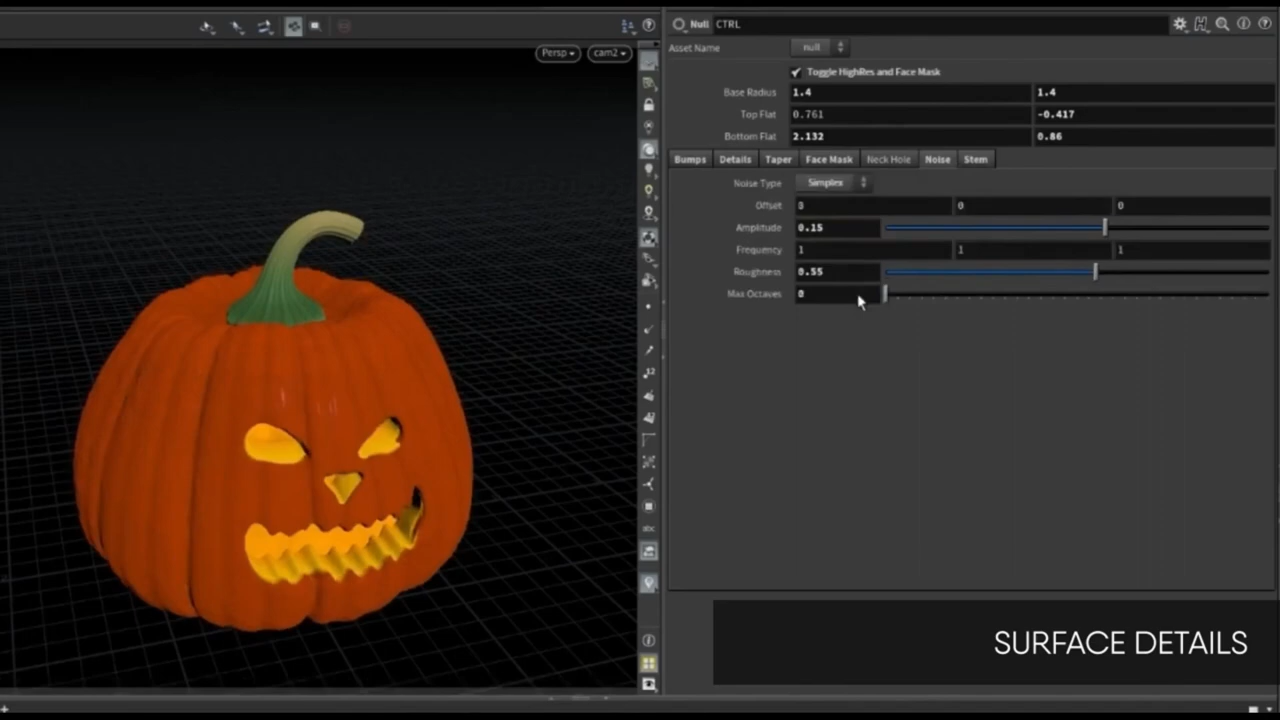 Null CTRL
Persp cam2
Asset Name null
Toggle HighRes and Face Mask
Base Radius 1.4 1.4
Top Flat 0.761 -0.417
Bottom Flat 2.132 0.86
Bumps Details Taper Face Mask Neck Hole Noise Stem
Noise Type Simplex
Offset 0 0 0
Amplitude 0.15
Frequency 1 1 1
Roughness 0.55
Max Octaves 0
12
abc
SURFACE DETAILS